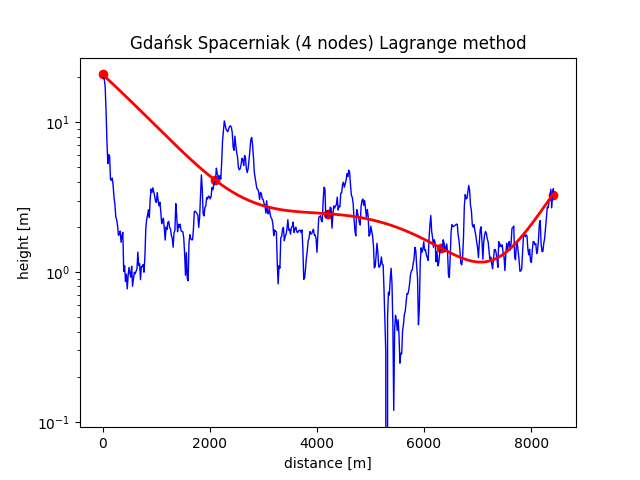 Gdańsk Spacerniak (4 nodes) Lagrange method
height [m]
10¹
10⁰
10⁻¹
0 2000 4000 6000 8000
distance [m]